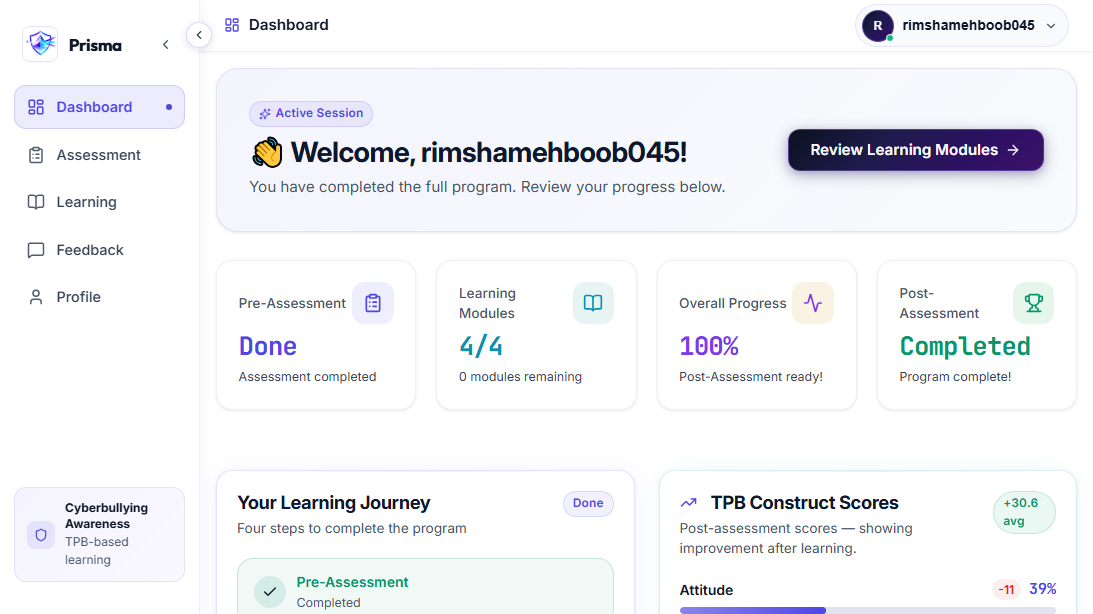 Prisma
Dashboard
Assessment
Learning
Feedback
Profile
Cyberbullying
Awareness
TPB-based
learning
Dashboard
R
rimshamehboob045
Active Session
👋 Welcome, rimshamehboob045!
You have completed the full program. Review your progress below.
Review Learning Modules →
Pre-Assessment
Done
Assessment completed
Learning
Modules
4/4
0 modules remaining
Overall Progress
100%
Post-Assessment ready!
Post-
Assessment
Completed
Program complete!
Your Learning Journey
Done
Four steps to complete the program
Pre-Assessment
Completed
TPB Construct Scores
+30.6
avg
Post-assessment scores — showing
improvement after learning.
Attitude
-11
39%